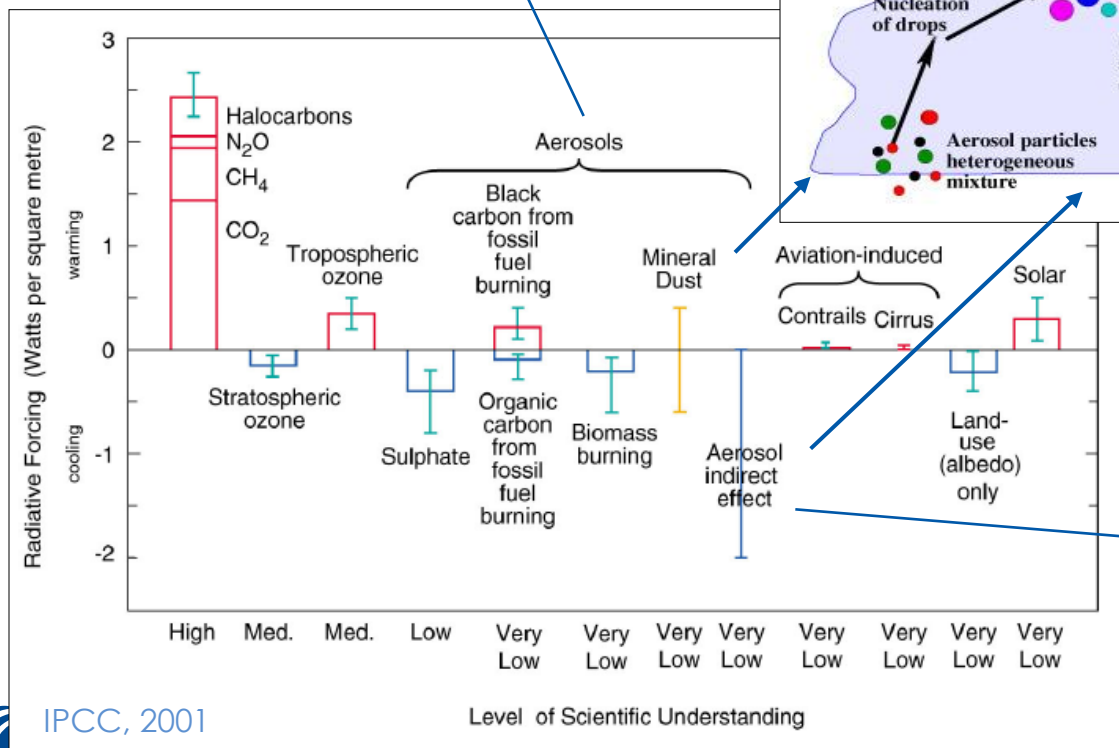 Nucleation
of drops
Aerosol particles
heterogeneous
mixture
Radiative Forcing (Watts per square metre)
cooling
warming
3
2
1
0
-1
-2
Halocarbons
N₂O
CH₄
CO₂
Stratospheric
ozone
Tropospheric
ozone
Aerosols
Sulphate
Black
carbon from
fossil
fuel
burning
Organic
carbon
from
fossil
fuel
burning
Biomass
burning
Mineral
Dust
Aerosol
indirect
effect
Aviation-induced
Contrails Cirrus
Land-
use
(albedo)
only
Solar
High Med. Med. Low Very Very Very Very Very Very Very Very
Low Low Low Low Low Low Low Low
Level of Scientific Understanding
IPCC, 2001